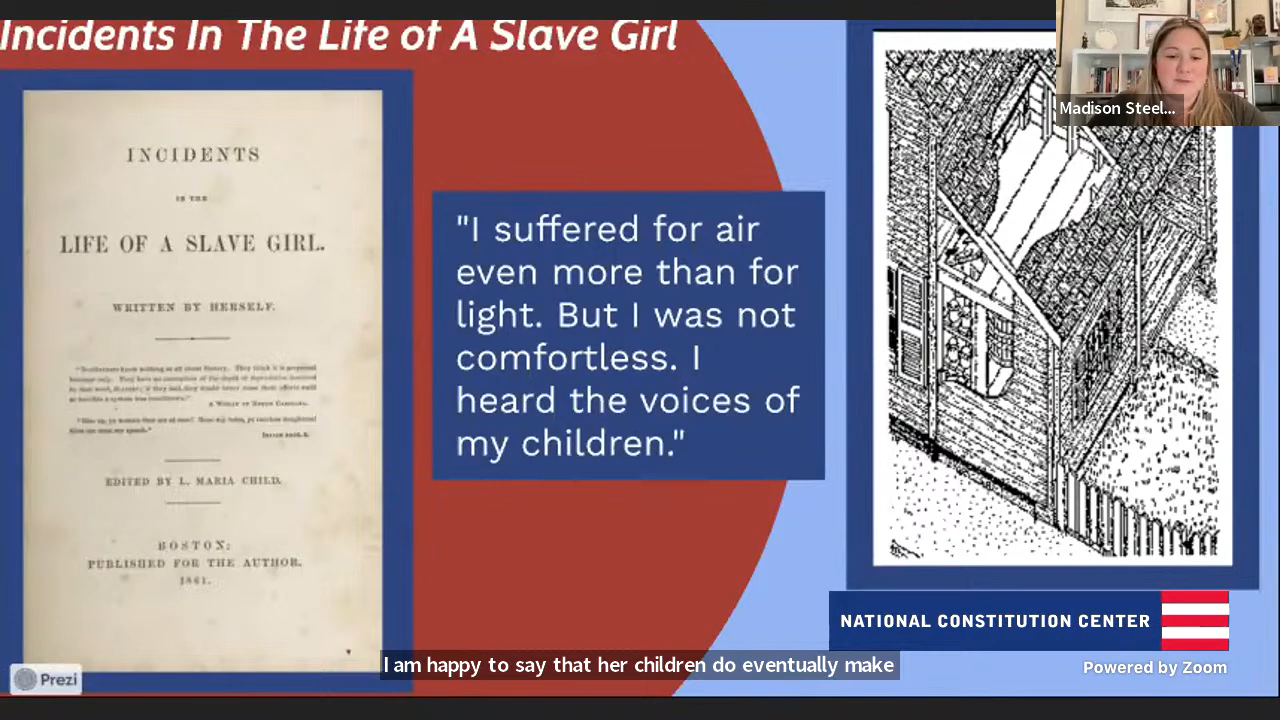 Incidents In The Life of A Slave Girl
INCIDENTS
IN THE
LIFE OF A SLAVE GIRL.
WRITTEN BY HERSELF.
EDITED BY L. MARIA CHILD.
BOSTON:
PUBLISHED FOR THE AUTHOR.
1861.
"I suffered for air
even more than for
light. But I was not
comfortless. I
heard the voices of
my children."
Madison Steel...
NATIONAL CONSTITUTION CENTER
I am happy to say that her children do eventually make
Powered by Zoom
Prezi